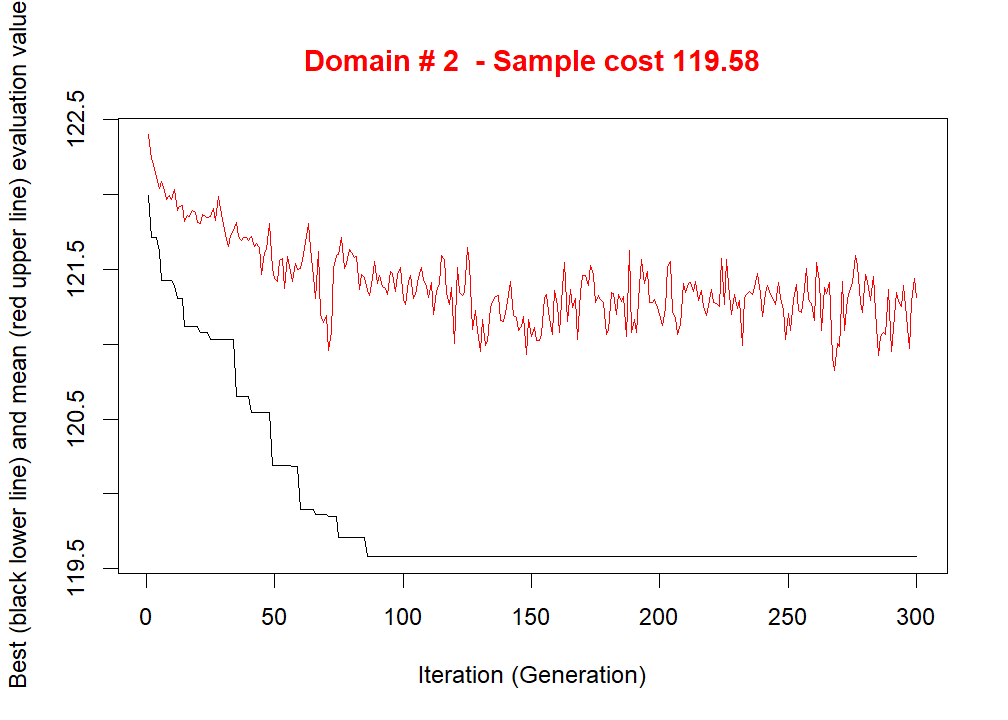 Domain # 2  - Sample cost 119.58
Best (black lower line) and mean (red upper line) evaluation value
122.5
121.5
120.5
119.5
0 50 100 150 200 250 300
Iteration (Generation)